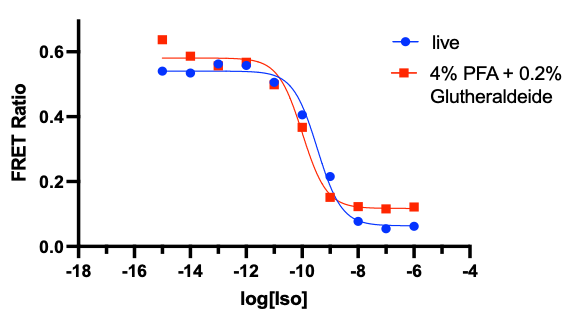 live
4% PFA + 0.2%
Glutheraldeide
FRET Ratio
0.6
0.4
0.2
0.0
-18 -16 -14 -12 -10 -8 -6 -4
log[Iso]